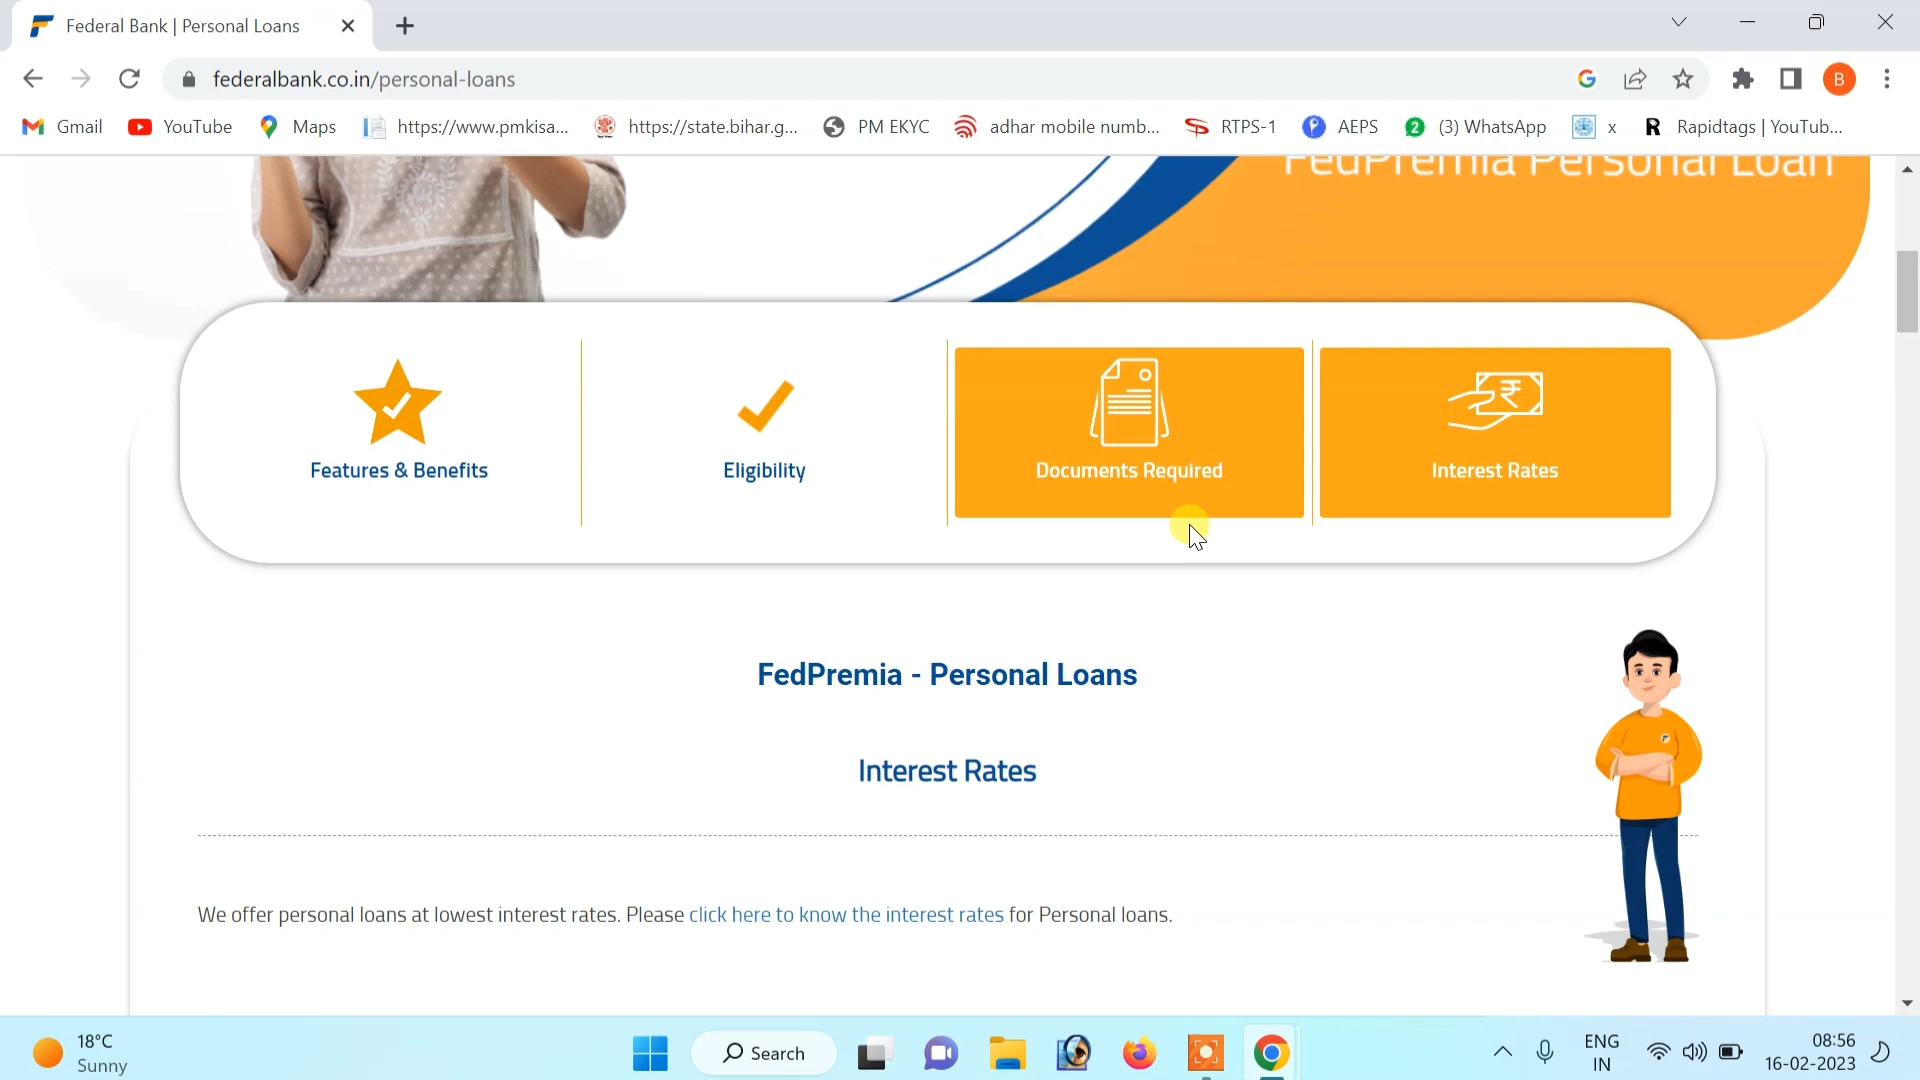 Federal Bank | Personal Loans
federalbank.co.in/personal-loans
B
Gmail
YouTube
Maps
https://www.pmkisa...
https://state.bihar.g...
PM EKYC
adhar mobile numb...
RTPS-1
AEPS
2
(3) WhatsApp
x
Rapidtags | YouTub...
FedPremia Personal Loan
Features & Benefits
Eligibility
Documents Required
Interest Rates
FedPremia - Personal Loans
Interest Rates
We offer personal loans at lowest interest rates. Please click here to know the interest rates for Personal loans.
18°C
Sunny
Search
ENG
IN
08:56
16-02-2023